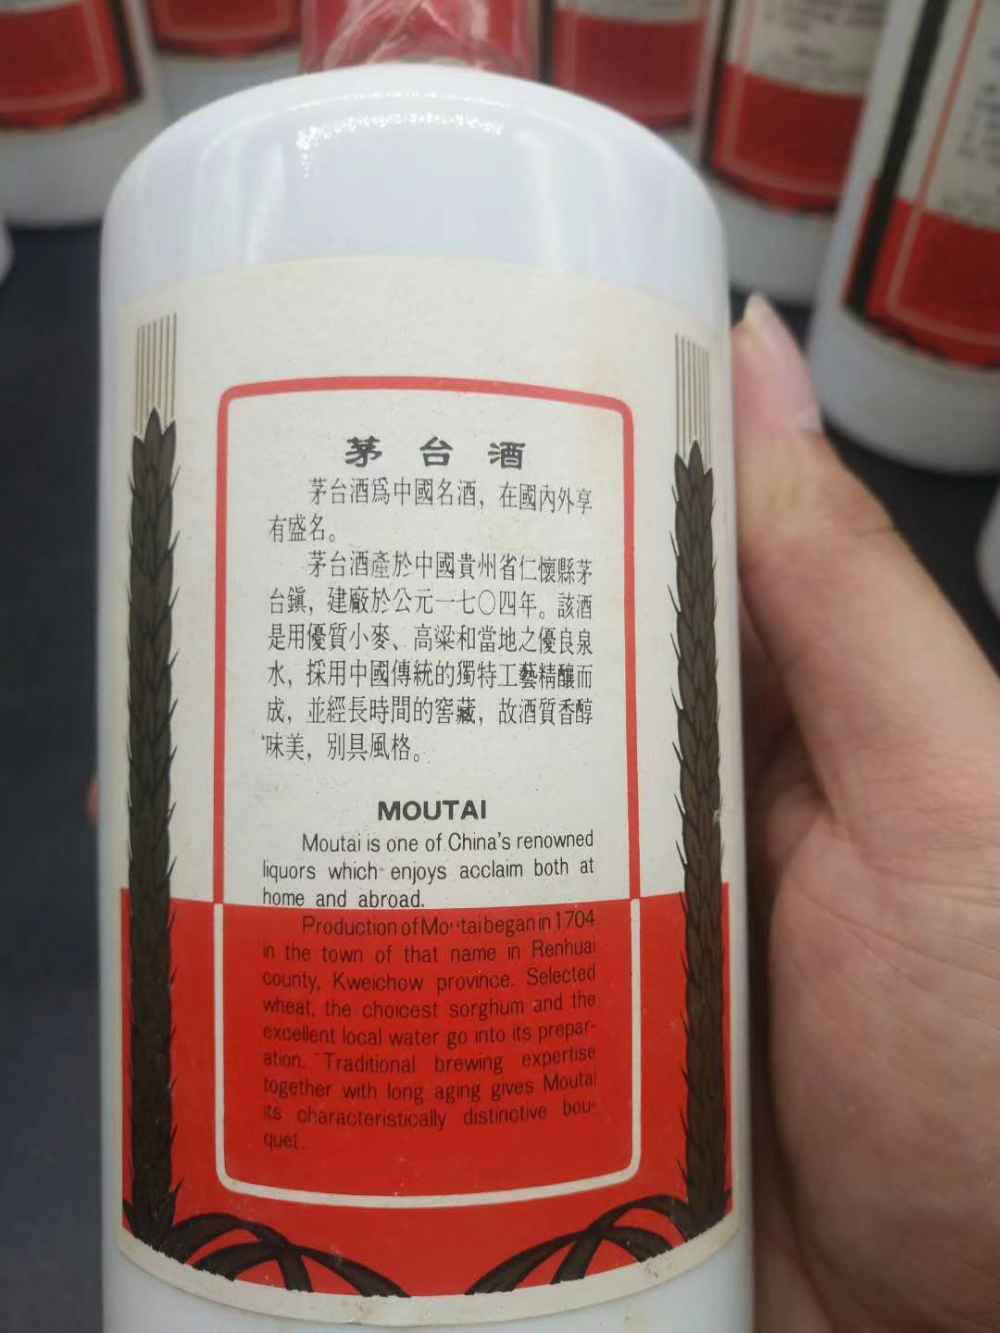 茅台酒
茅台酒爲中國名酒，在國內外享
有盛名。
茅台酒產於中國貴州省仁懷縣茅
台鎭，建廠於公元一七〇四年。該酒
是用優質小麥、高粱和當地之優良泉
水，採用中國傳統的獨特工藝精釀而
成，並經長時間的窖藏，故酒質香醇
味美，別具風格。
MOUTAI
Moutai is one of China's renowned
liquors which enjoys acclaim both at
home and abroad.
Production of Moutai began in 1704
in the town of that name in Renhuai
county, Kweichow province. Selected
wheat, the choicest sorghum and the
excellent local water go into its prepar-
ation. Traditional brewing expertise
together with long aging gives Moutai
its characteristically distinctive bou-
quet.